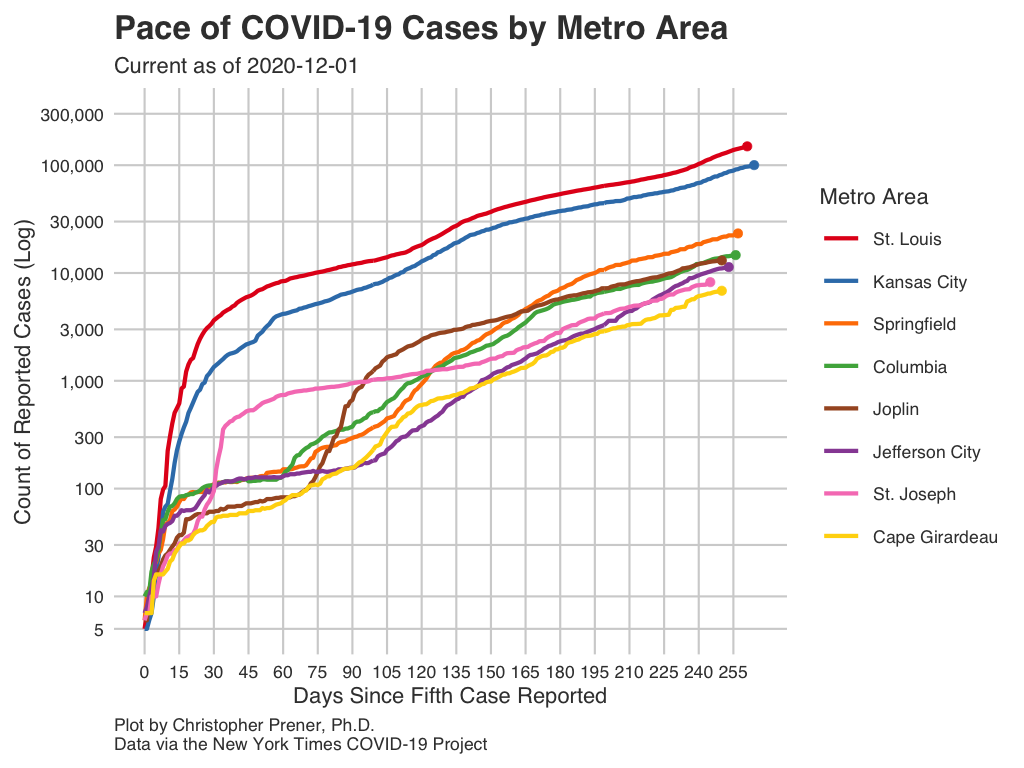 Pace of COVID-19 Cases by Metro Area
Current as of 2020-12-01
Count of Reported Cases (Log)
300,000
100,000
30,000
10,000
3,000
1,000
300
100
30
10
5
0 15 30 45 60 75 90 105 120 135 150 165 180 195 210 225 240 255
Days Since Fifth Case Reported
Metro Area
St. Louis
Kansas City
Springfield
Columbia
Joplin
Jefferson City
St. Joseph
Cape Girardeau
Plot by Christopher Prener, Ph.D.
Data via the New York Times COVID-19 Project